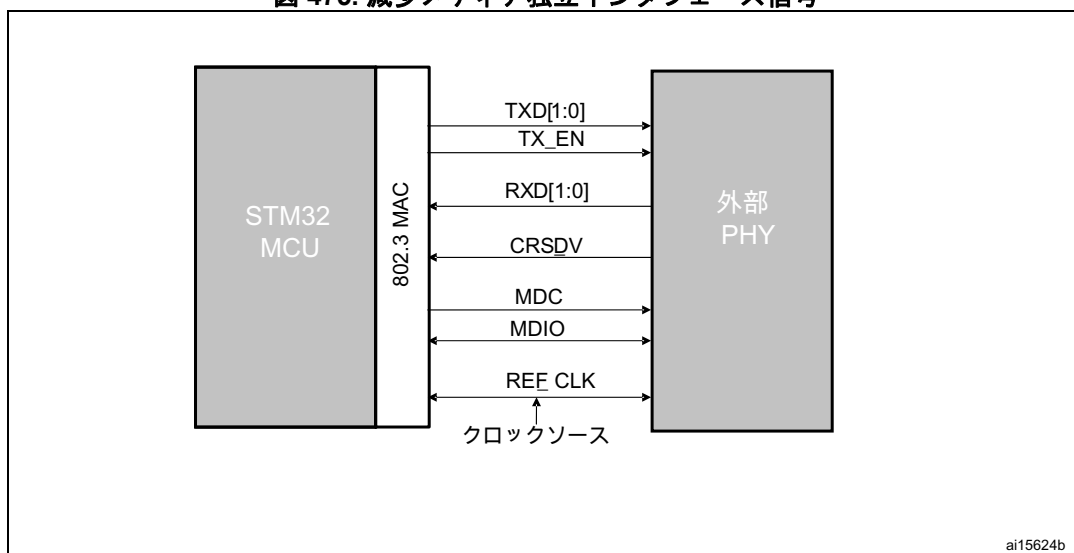 TXD[1:0]
TX_EN
RXD[1:0]
STM32
MCU
802.3 MAC
外部
PHY
CRSDV
MDC
MDIO
REF CLK
クロックソース
ai15624b